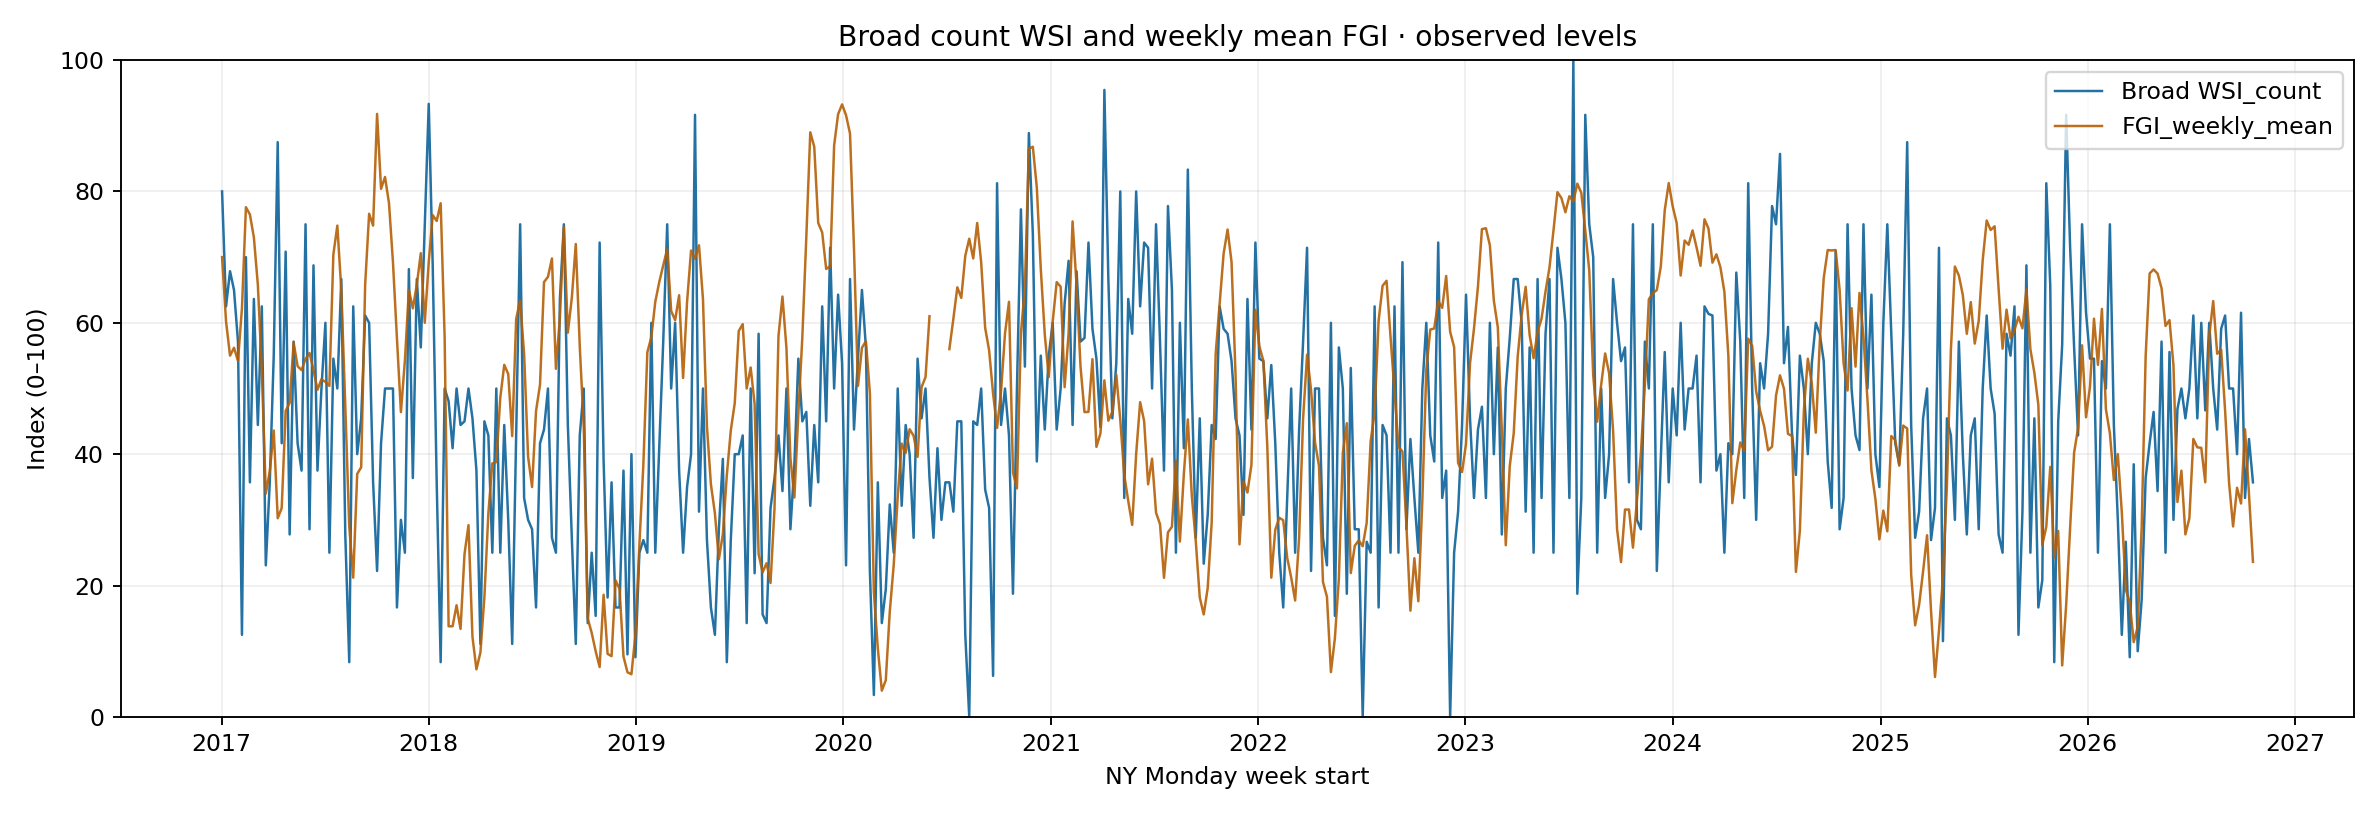 Broad count WSI and weekly mean FGI · observed levels
Index (0–100)
100
80
60
40
20
0
Broad WSI_count
FGI_weekly_mean
2017 2018 2019 2020 2021 2022 2023 2024 2025 2026 2027
NY Monday week start